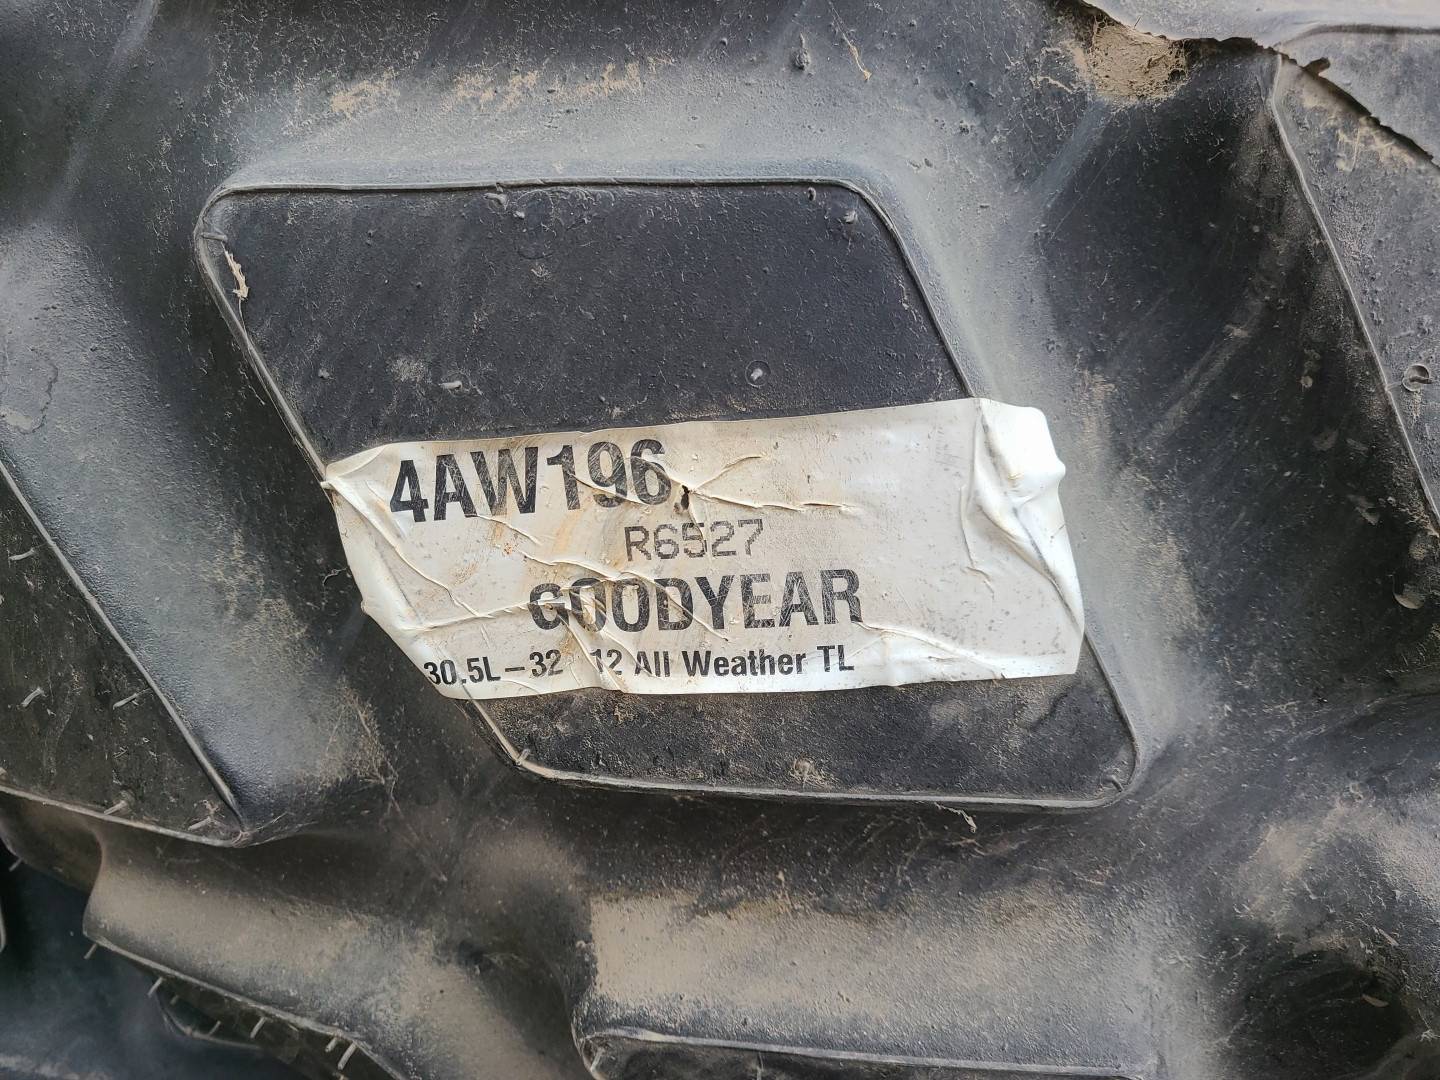 4AW196
R6527
GOODYEAR
30.5L–32 12 All Weather TL